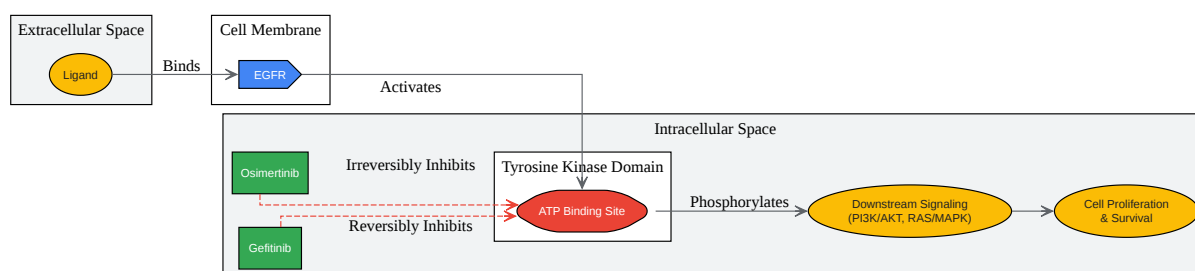 Extracellular Space
Cell Membrane
Ligand
Binds
EGFR
Activates
Intracellular Space
Osimertinib
Irreversibly Inhibits
Tyrosine Kinase Domain
ATP Binding Site
Phosphorylates
Downstream Signaling
(PI3K/AKT, RAS/MAPK)
Cell Proliferation
& Survival
Reversibly Inhibits
Gefitinib